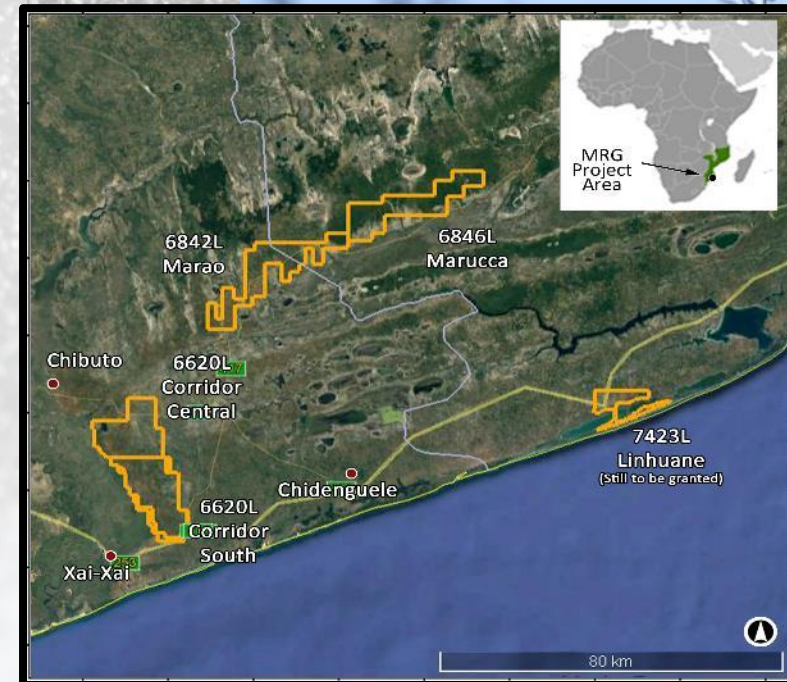 MRG
Project
Area
6842L
Marao
6846L
Marucca
Chibuto
6620L
Corridor
Central
7423L
Linhuane
(Still to be granted)
Chidenguele
6620L
Corridor
South
Xai-Xai
80 km